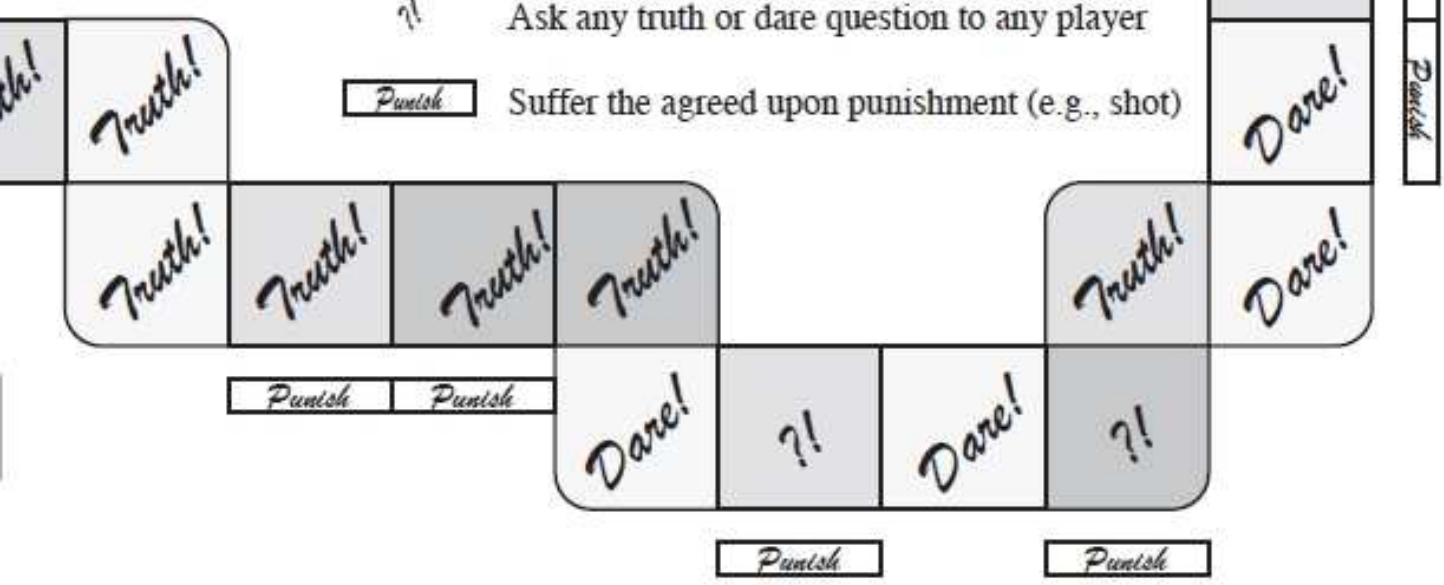 ?! Ask any truth or dare question to any player
Truth! Dare! Punish
Punish Suffer the agreed upon punishment (e.g., shot)
Truth! Truth! Truth! Truth! Truth! Dare!
Punish Punish
Dare! ?! Dare! ?!
Punish Punish